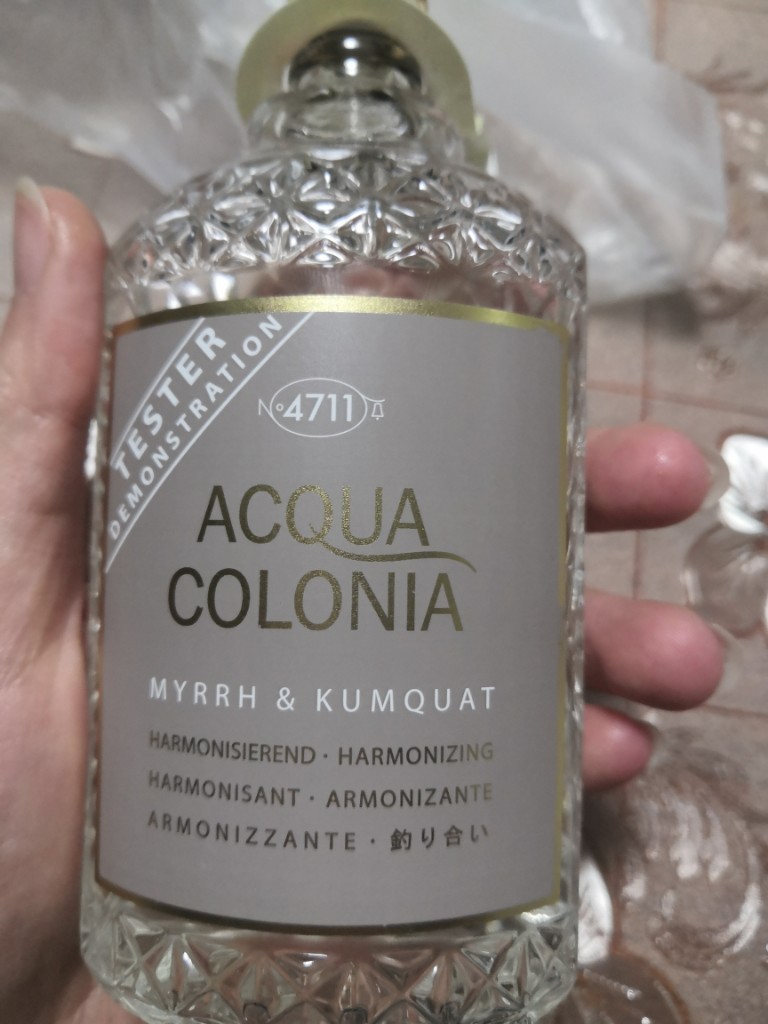 TESTER
DEMONSTRATION
Nº4711
ACQUA
COLONIA
MYRRH & KUMQUAT
HARMONISIEREND · HARMONIZING
HARMONISANT · ARMONIZANTE
ARMONIZZANTE · 釣り合い